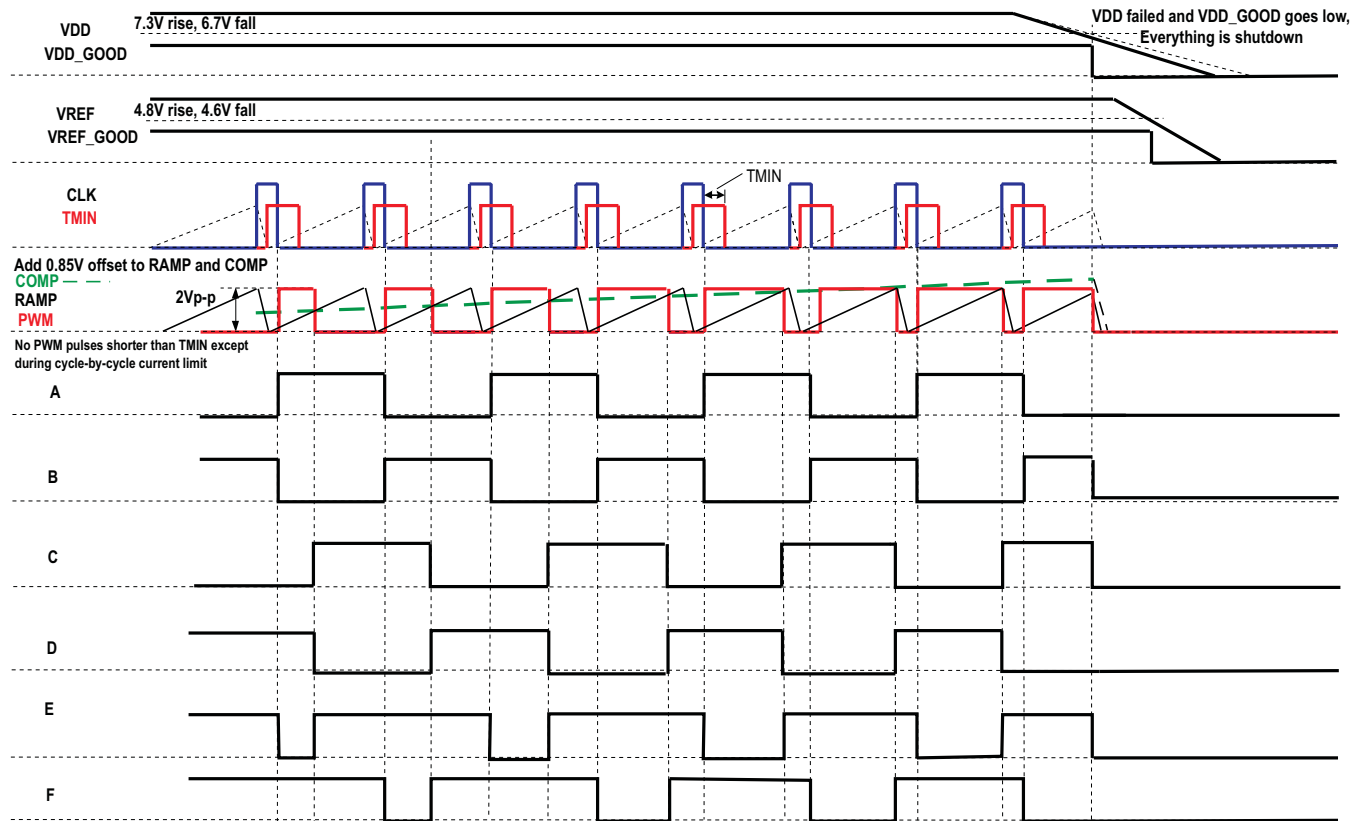 VDD
7.3V rise, 6.7V fall
VDD failed and VDD_GOOD goes low,
Everything is shutdown
VDD_GOOD
VREF
4.8V rise, 4.6V fall
VREF_GOOD
CLK
TMIN
TMIN
Add 0.85V offset to RAMP and COMP
COMP
RAMP
2Vp-p
PWM
No PWM pulses shorter than TMIN except
during cycle-by-cycle current limit
A
B
C
D
E
F